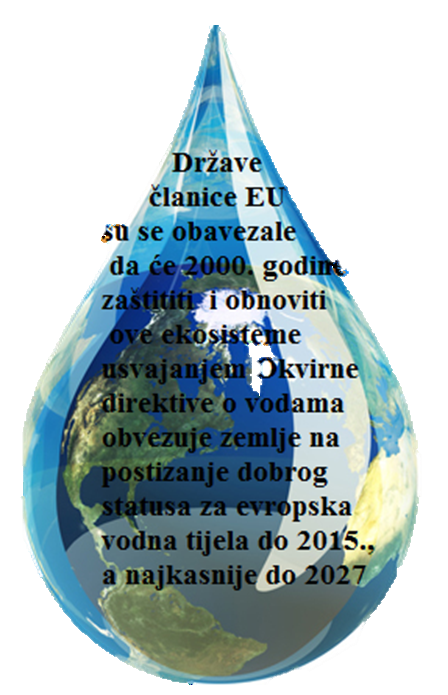 Države
članice EU
su se obavezale
da će 2000. godine
zaštititi i obnoviti
ove ekosisteme
usvajanjem Okvirne
direktive o vodama
obvezuje zemlje na
postizanje dobrog
statusa za evropska
vodna tijela do 2015.,
a najkasnije do 2027